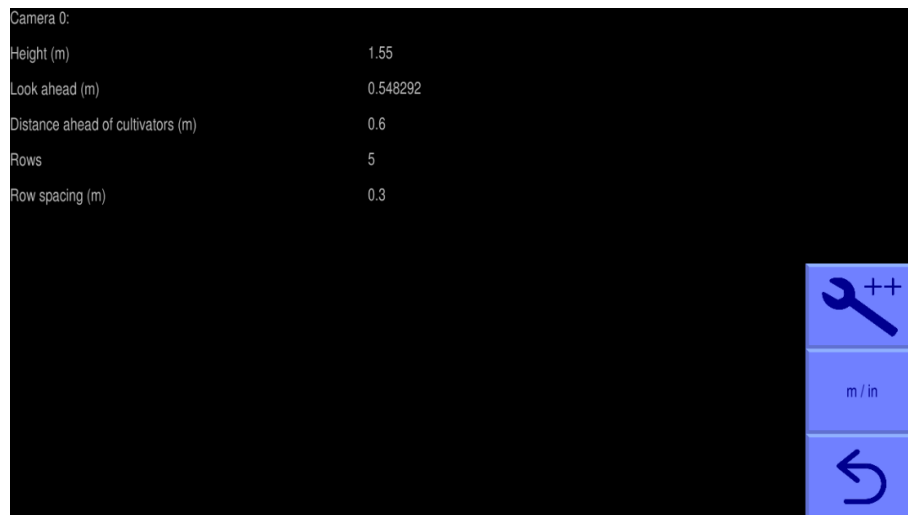 Camera 0:
Height (m) 1.55
Look ahead (m) 0.548292
Distance ahead of cultivators (m) 0.6
Rows 5
Row spacing (m) 0.3
++
m / in